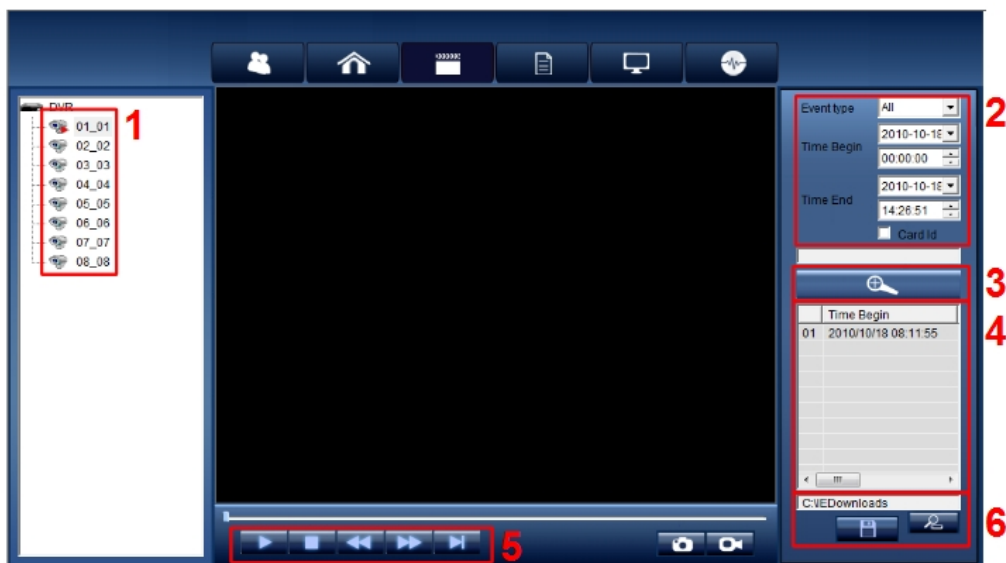 2
DVR
1
01_01
02_02
03_03
04_04
05_05
06_06
07_07
08_08
Event type
All
Time Begin
2010-10-18
00:00:00
Time End
2010-10-18
14:26:51
Card Id
3
4
Time Begin
01 2010/10/18 08:11:55
C:\IEDownloads
6
5